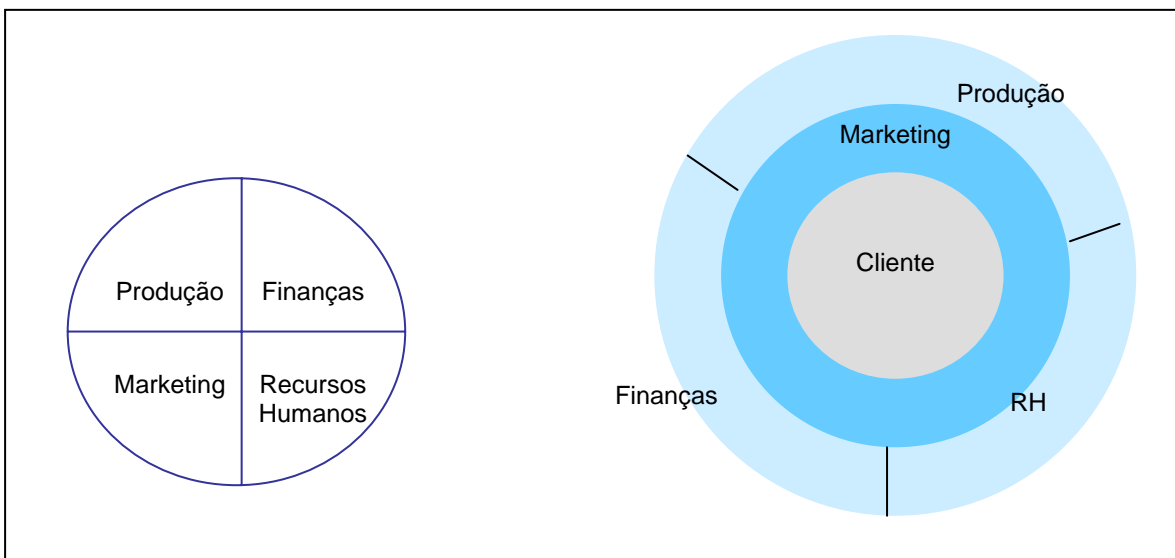 Produção
Finanças
Marketing
Recursos
Humanos
Produção
Marketing
Cliente
Finanças
RH